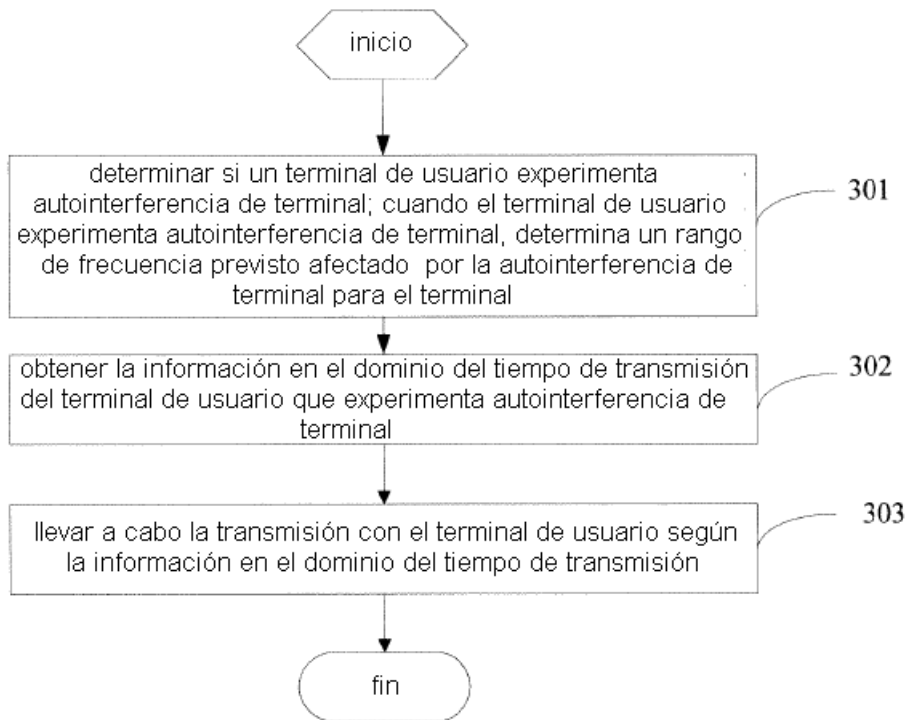 inicio
determinar si un terminal de usuario experimenta
autointerferencia de terminal; cuando el terminal de usuario
experimenta autointerferencia de terminal, determina un rango
de frecuencia previsto afectado por la autointerferencia de
terminal para el terminal
301
obtener la información en el dominio del tiempo de transmisión
del terminal de usuario que experimenta autointerferencia de
terminal
302
llevar a cabo la transmisión con el terminal de usuario según
la información en el dominio del tiempo de transmisión
303
fin